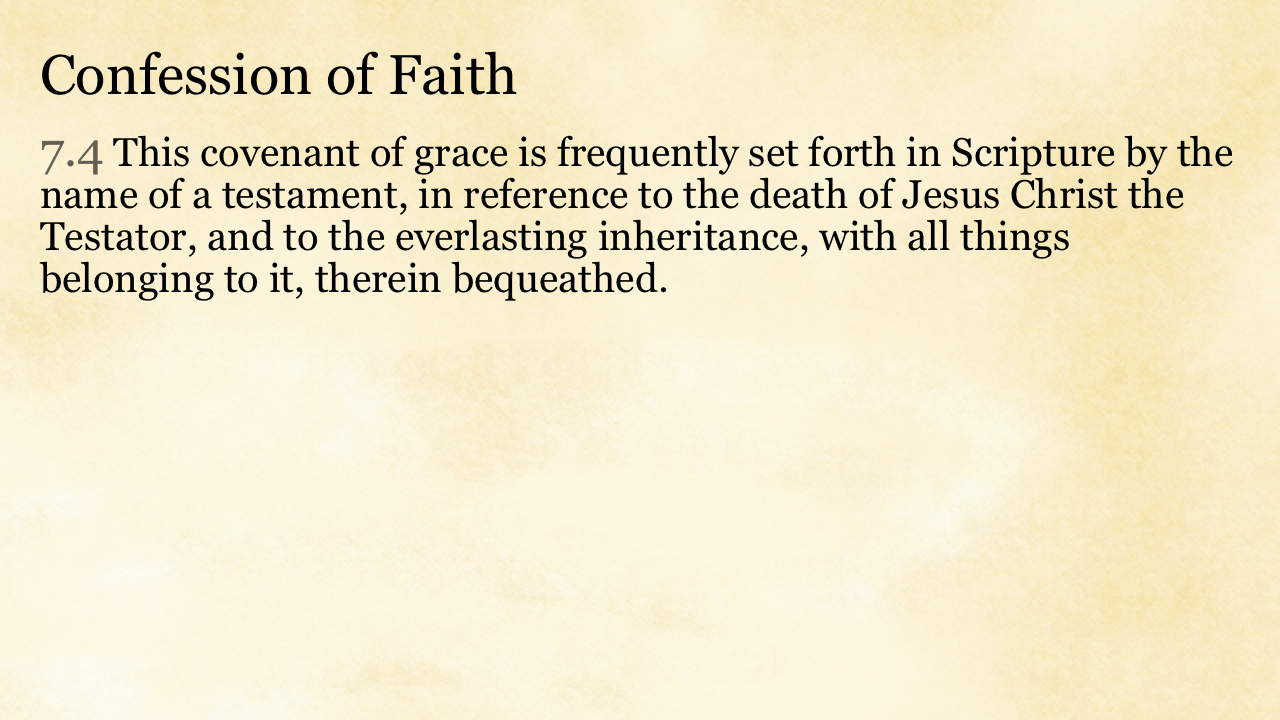 Confession of Faith
7.4 This covenant of grace is frequently set forth in Scripture by the
name of a testament, in reference to the death of Jesus Christ the
Testator, and to the everlasting inheritance, with all things
belonging to it, therein bequeathed.